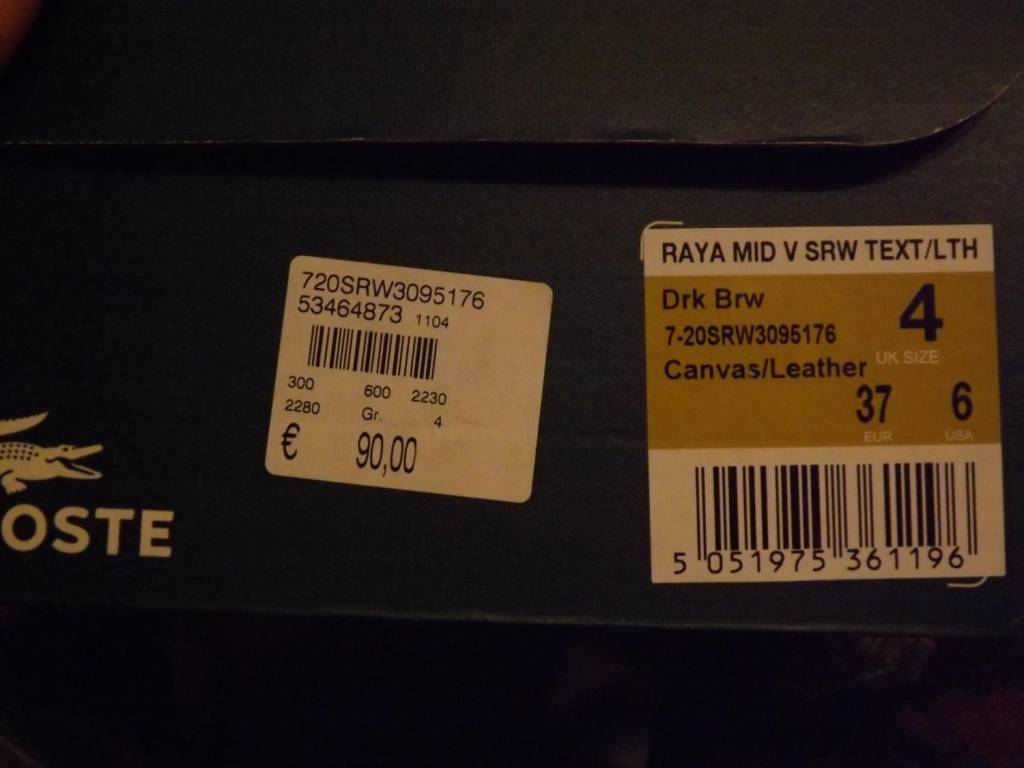 720SRW3095176
53464873 1104
300 600 2230
2280 Gr. 4
€ 90,00
OSTE
RAYA MID V SRW TEXT/LTH
Drk Brw 4
7-20SRW3095176
UK SIZE
Canvas/Leather
37 6
EUR USA
5 051975 361196